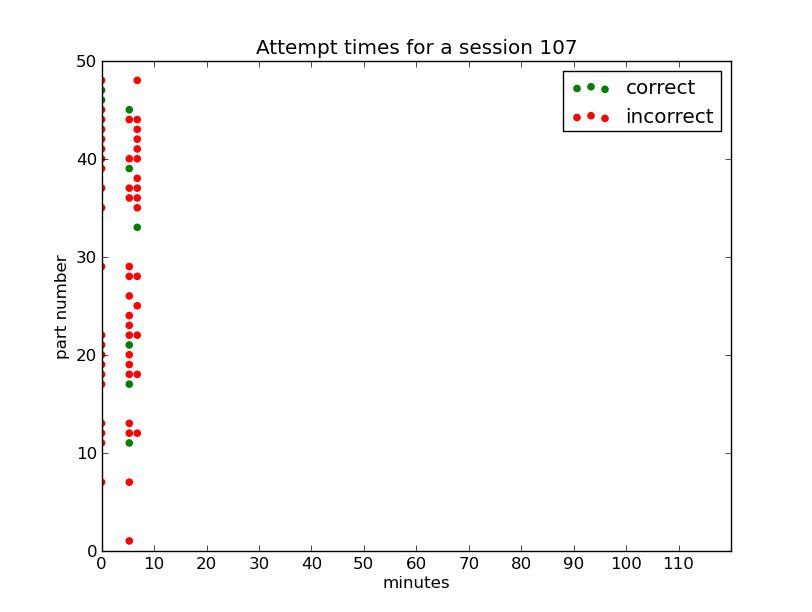 Attempt times for a session 107
correct
incorrect
50
40
30
20
10
0
part number
0 10 20 30 40 50 60 70 80 90 100 110
minutes